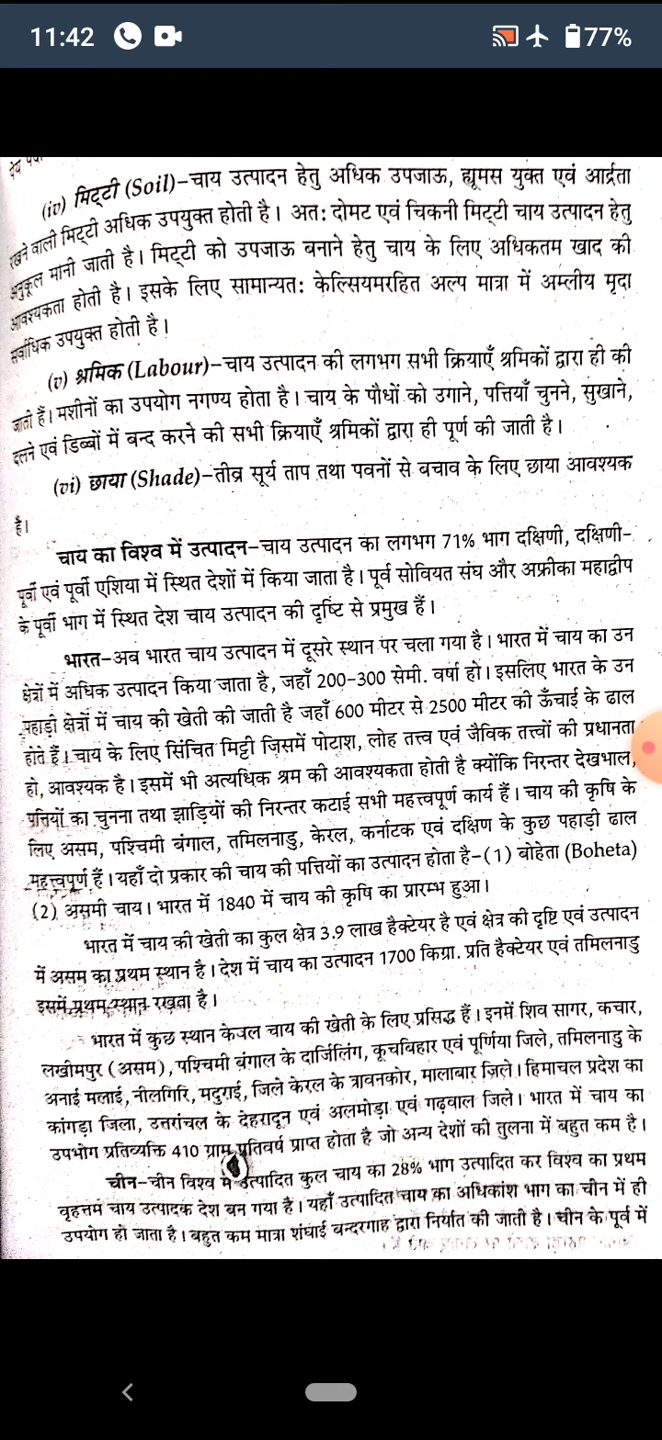 11:42
77%
(iv) मिट्टी (Soil)-चाय उत्पादन हेतु अधिक उपजाऊ, ह्यूमस युक्त एवं आर्द्रता
रखने वाली मिट्टी अधिक उपयुक्त होती है। अत: दोमट एवं चिकनी मिट्टी चाय उत्पादन हेतु
अनुकूल मानी जाती है। मिट्टी को उपजाऊ बनाने हेतु चाय के लिए अधिकतम खाद की
आवश्यकता होती है। इसके लिए सामान्यत: केल्सियमरहित अल्प मात्रा में अम्लीय मृदा
सर्वाधिक उपयुक्त होती है।
(v) श्रमिक (Labour)-चाय उत्पादन की लगभग सभी क्रियाएँ श्रमिकों द्वारा ही की
जाती हैं। मशीनों का उपयोग नगण्य होता है। चाय के पौधों को उगाने, पत्तियाँ चुनने, सुखाने,
दलने एवं डिब्बों में बन्द करने की सभी क्रियाएँ श्रमिकों द्वारा ही पूर्ण की जाती है।
(vi) छाया (Shade)-तीव्र सूर्य ताप तथा पवनों से बचाव के लिए छाया आवश्यक
है।
चाय का विश्व में उत्पादन-चाय उत्पादन का लगभग 71% भाग दक्षिणी, दक्षिणी-
पूर्वी एवं पूर्वी एशिया में स्थित देशों में किया जाता है। पूर्व सोवियत संघ और अफ्रीका महाद्वीप
के पूर्वी भाग में स्थित देश चाय उत्पादन की दृष्टि से प्रमुख हैं।
भारत-अव भारत चाय उत्पादन में दूसरे स्थान पर चला गया है। भारत में चाय का उन
क्षेत्रों में अधिक उत्पादन किया जाता है, जहाँ 200-300 सेमी. वर्षा हो। इसलिए भारत के उन
पहाड़ी क्षेत्रों में चाय की खेती की जाती है जहाँ 600 मीटर से 2500 मीटर की ऊँचाई के ढाल
होते हैं। चाय के लिए सिंचित मिट्टी जिसमें पोटाश, लोह तत्त्व एवं जैविक तत्त्वों की प्रधानता
हो, आवश्यक है। इसमें भी अत्यधिक श्रम की आवश्यकता होती है क्योंकि निरन्तर देखभाल,
पत्तियों का चुनना तथा झाड़ियों की निरन्तर कटाई सभी महत्त्वपूर्ण कार्य हैं। चाय की कृषि के
लिए असम, पश्चिमी बंगाल, तमिलनाडु, केरल, कर्नाटक एवं दक्षिण के कुछ पहाड़ी ढाल
महत्त्वपूर्ण हैं। यहाँ दो प्रकार की चाय की पत्तियों का उत्पादन होता है-(1) बोहेता (Boheta)
(2) असमी चाय। भारत में 1840 में चाय की कृषि का प्रारम्भ हुआ।
भारत में चाय की खेती का कुल क्षेत्र 3.9 लाख हैक्टेयर है एवं क्षेत्र की दृष्टि एवं उत्पादन
में असम का प्रथम स्थान है। देश में चाय का उत्पादन 1700 किग्रा. प्रति हैक्टेयर एवं तमिलनाडु
इसमें प्रथम स्थान रखता है।
भारत में कुछ स्थान केवल चाय की खेती के लिए प्रसिद्ध हैं। इनमें शिव सागर, कचार,
लखीमपुर (असम), पश्चिमी बंगाल के दार्जिलिंग, कूचबिहार एवं पूर्णिया जिले, तमिलनाडु के
अनाई मलाई, नीलगिरि, मदुराई, जिले केरल के त्रावनकोर, मालाबार ज़िले। हिमाचल प्रदेश का
कांगड़ा जिला, उत्तरांचल के देहरादून एवं अलमोड़ा एवं गढ़वाल जिले। भारत में चाय का
उपभोग प्रतिव्यक्ति 410 ग्राम प्रतिवर्ष प्राप्त होता है जो अन्य देशों की तुलना में बहुत कम है।
चीन-चीन विश्व में उत्पादित कुल चाय का 28% भाग उत्पादित कर विश्व का प्रथम
वृहत्तम चाय उत्पादक देश बन गया है। यहाँ उत्पादित चाय का अधिकांश भाग का चीन में ही
उपयोग हो जाता है। बहुत कम मात्रा शंघाई बन्दरगाह द्वारा निर्यात की जाती है। चीन के पूर्व में